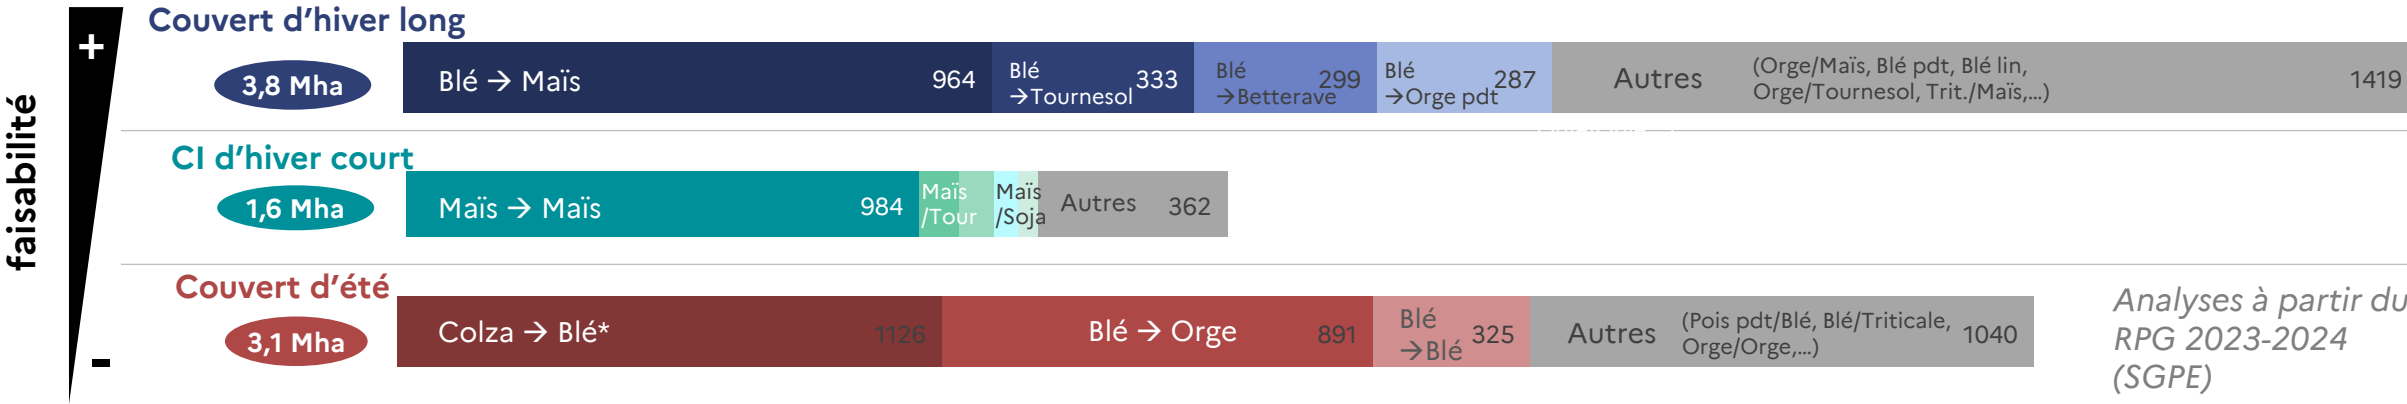 faisabilité
+
-
Couvert d’hiver long
3,8 Mha
Blé → Maïs 964
Blé
→Tournesol 333
Blé
→Betterave 299
Blé
→Orge pdt 287
Autres
(Orge/Maïs, Blé pdt, Blé lin,
Orge/Tournesol, Trit./Maïs,…)
1419
CI d’hiver court
1,6 Mha
Maïs → Maïs 984
Maïs
/Tour
Maïs
/Soja
Autres 362
Couvert d’été
3,1 Mha
Colza → Blé* 1126
Blé → Orge 891
Blé
→Blé 325
Autres
(Pois pdt/Blé, Blé/Triticale,
Orge/Orge,…)
1040
Analyses à partir du
RPG 2023-2024
(SGPE)